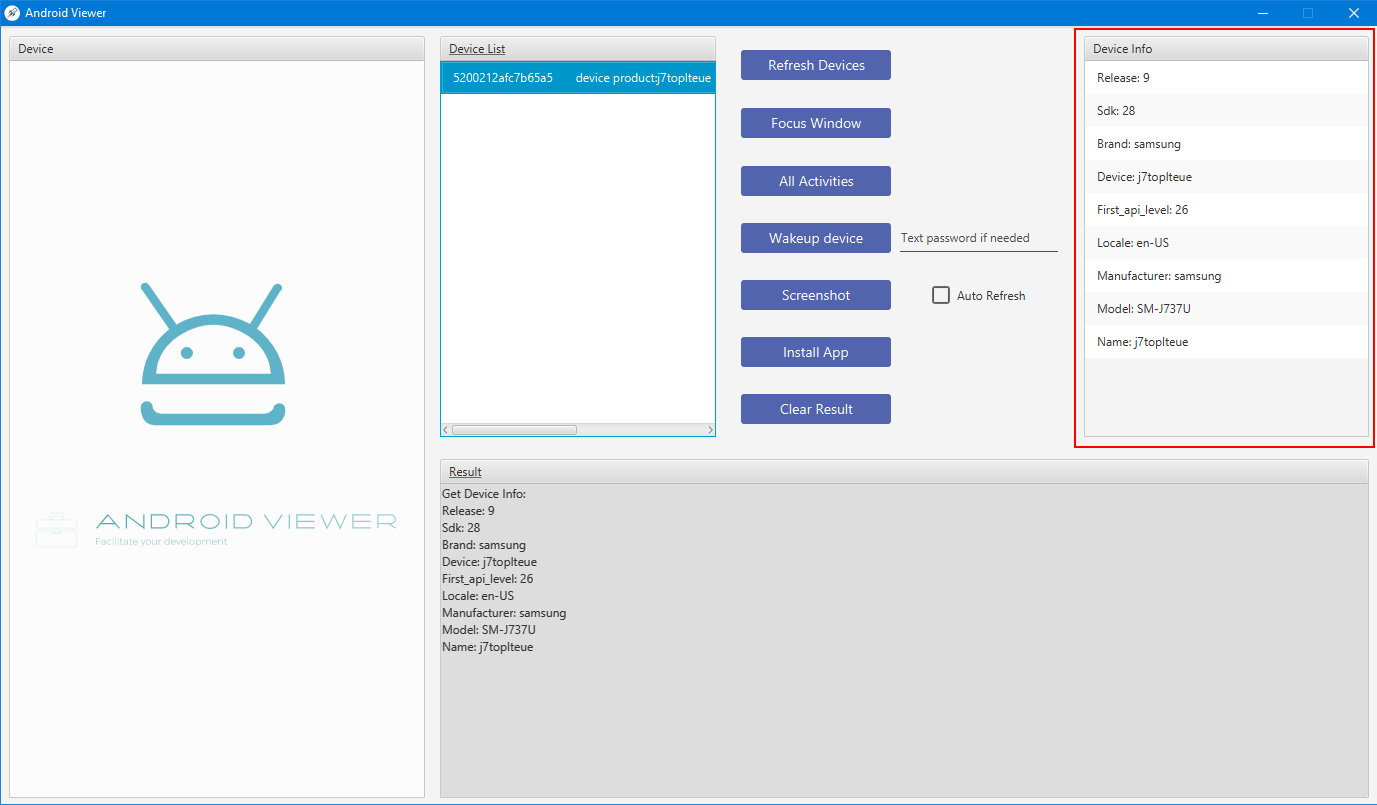 Android Viewer
Device
ANDROID VIEWER
Facilitate your development
Device List
5200212afc7b65a5 device product:j7toplteue
Refresh Devices
Focus Window
All Activities
Wakeup device
Text password if needed
Screenshot
Auto Refresh
Install App
Clear Result
Device Info
Release: 9
Sdk: 28
Brand: samsung
Device: j7toplteue
First_api_level: 26
Locale: en-US
Manufacturer: samsung
Model: SM-J737U
Name: j7toplteue
Result
Get Device Info:
Release: 9
Sdk: 28
Brand: samsung
Device: j7toplteue
First_api_level: 26
Locale: en-US
Manufacturer: samsung
Model: SM-J737U
Name: j7toplteue